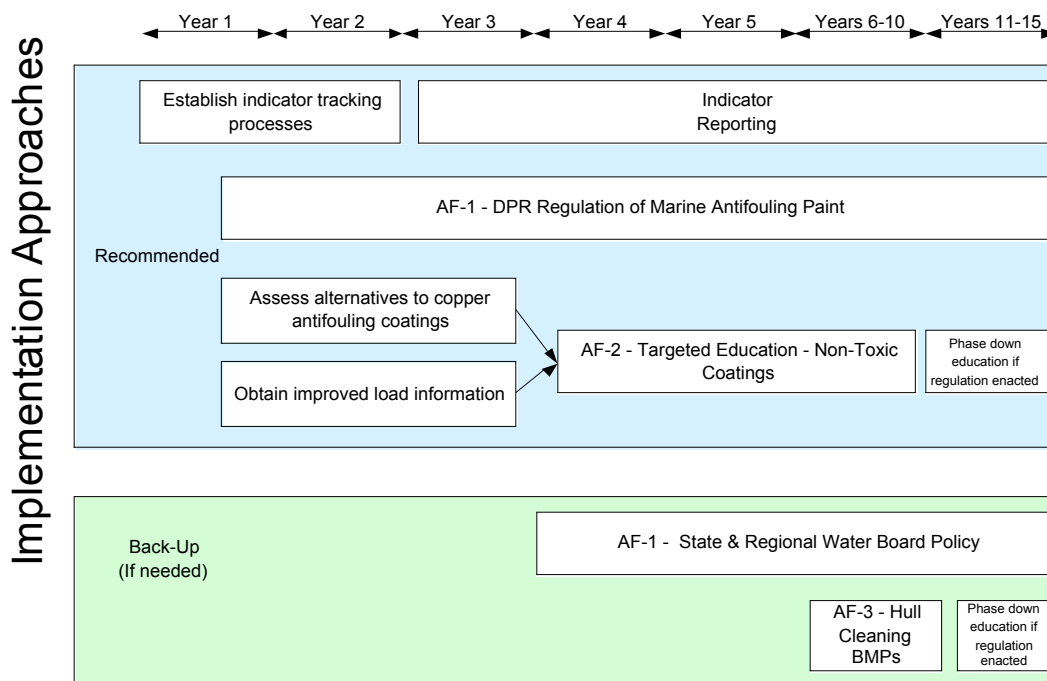 Year 1
Year 2
Year 3
Year 4
Year 5
Years 6-10
Years 11-15
Implementation Approaches
Establish indicator tracking
processes
Indicator
Reporting
AF-1 - DPR Regulation of Marine Antifouling Paint
Recommended
Assess alternatives to copper
antifouling coatings
AF-2 - Targeted Education - Non-Toxic
Coatings
Phase down
education if
regulation enacted
Obtain improved load information
AF-1 - State & Regional Water Board Policy
Back-Up
(If needed)
AF-3 - Hull
Cleaning
BMPs
Phase down
education if
regulation
enacted